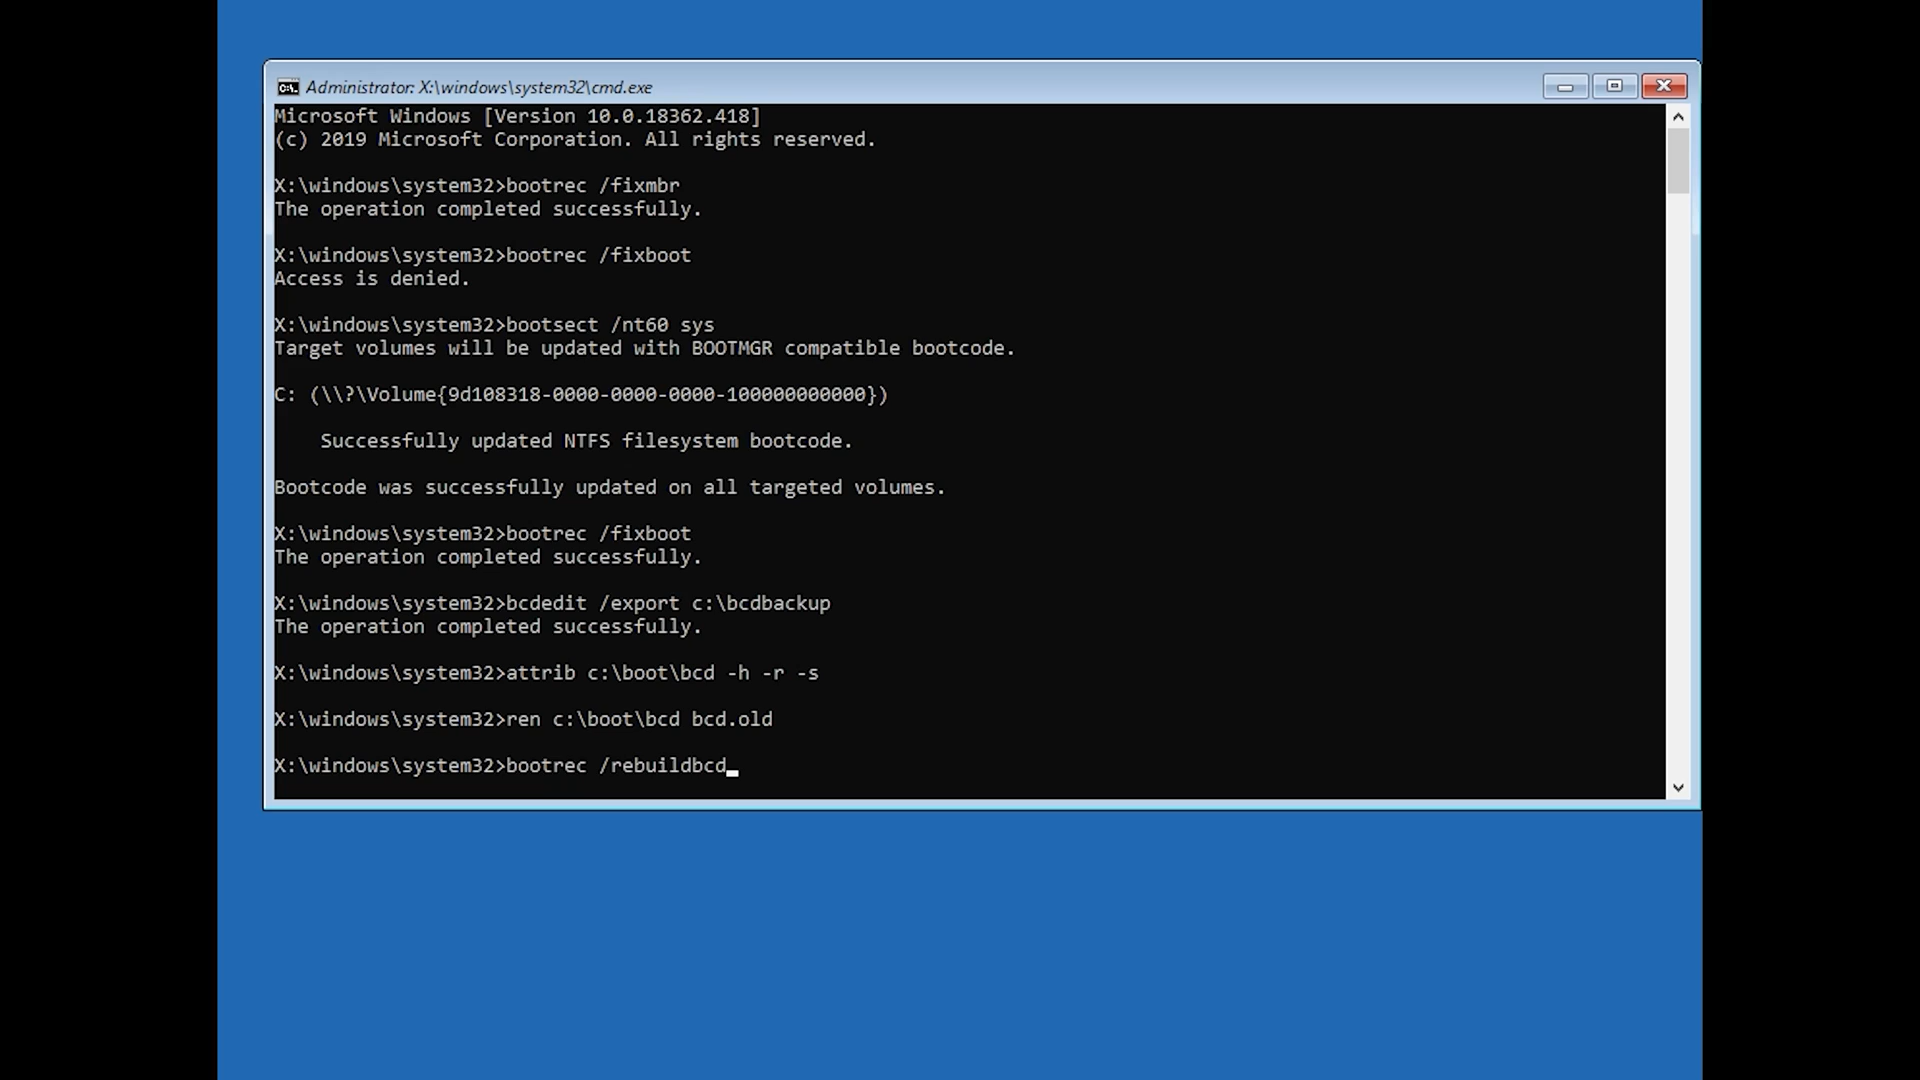 Administrator: X:\windows\system32\cmd.exe
Microsoft Windows [Version 10.0.18362.418]
(c) 2019 Microsoft Corporation. All rights reserved.
X:\windows\system32>bootrec /fixmbr
The operation completed successfully.
X:\windows\system32>bootrec /fixboot
Access is denied.
X:\windows\system32>bootsect /nt60 sys
Target volumes will be updated with BOOTMGR compatible bootcode.
C: (\\?\Volume{9d108318-0000-0000-0000-100000000000})
Successfully updated NTFS filesystem bootcode.
Bootcode was successfully updated on all targeted volumes.
X:\windows\system32>bootrec /fixboot
The operation completed successfully.
X:\windows\system32>bcdedit /export c:\bcdbackup
The operation completed successfully.
X:\windows\system32>attrib c:\boot\bcd -h -r -s
X:\windows\system32>ren c:\boot\bcd bcd.old
X:\windows\system32>bootrec /rebuildbcd